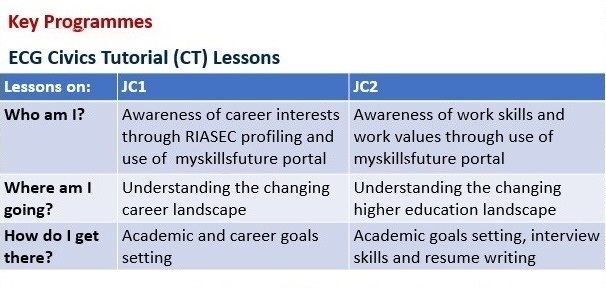 Key Programmes
ECG Civics Tutorial (CT) Lessons
Lessons on: JC1 JC2
Who am I? Awareness of career interests Awareness of work skills and
through RIASEC profiling and work values through use of
use of myskillsfuture portal myskillsfuture portal
Where am I Understanding the changing Understanding the changing
going? career landscape higher education landscape
How do I get Academic and career goals Academic goals setting, interview
there? setting skills and resume writing